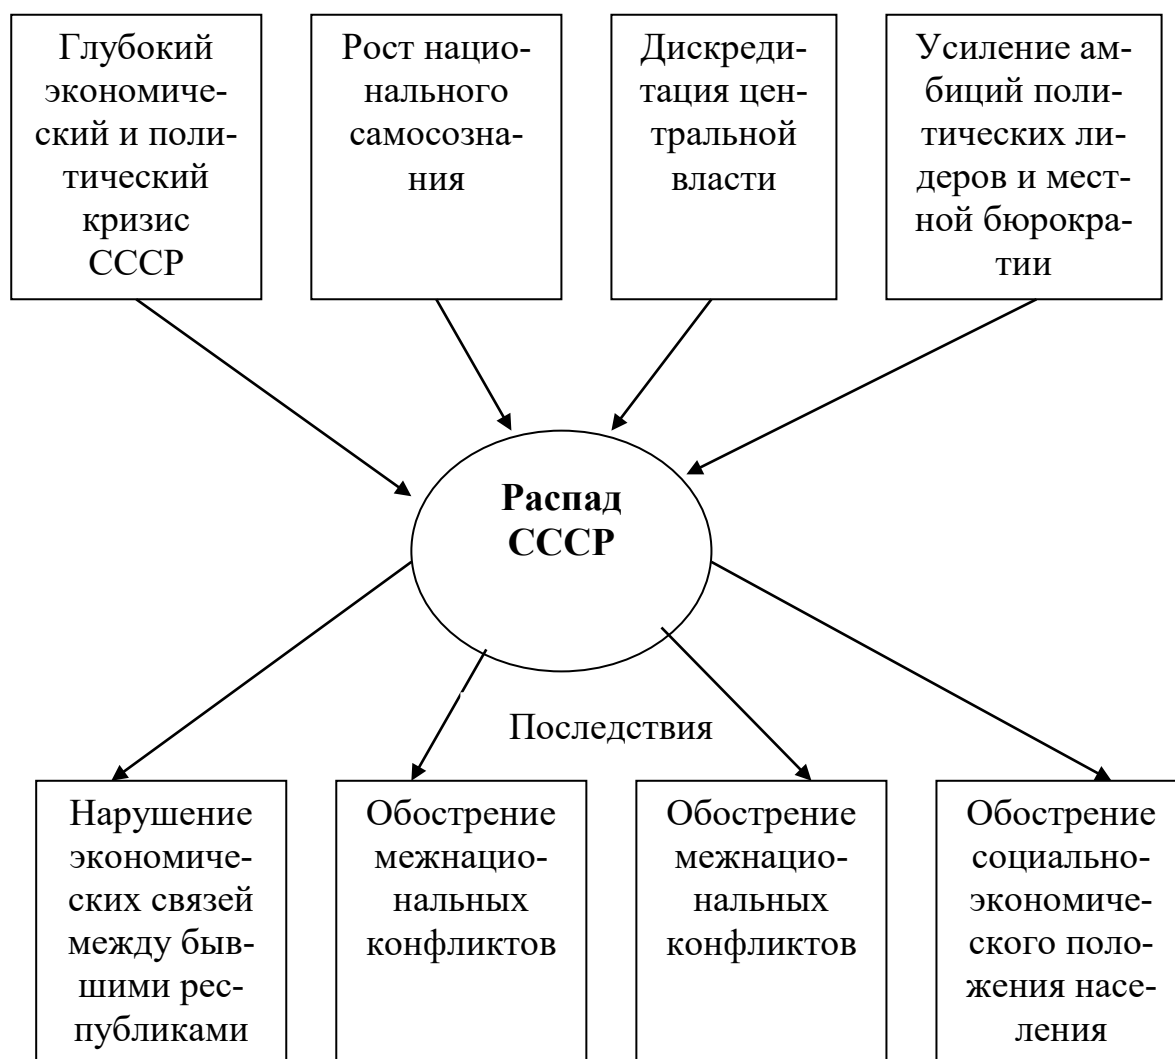 Глубокий
экономиче-
ский и поли-
тический
кризис
СССР
Рост нацио-
нального
самосозна-
ния
Дискреди-
тация цен-
тральной
власти
Усиление ам-
биций поли-
тических ли-
деров и мест-
ной бюрокра-
тии
Распад
СССР
Последствия
Нарушение
экономиче-
ских связей
между быв-
шими рес-
публиками
Обострение
межнацио-
нальных
конфликтов
Обострение
межнацио-
нальных
конфликтов
Обострение
социально-
экономиче-
ского поло-
жения насе-
ления